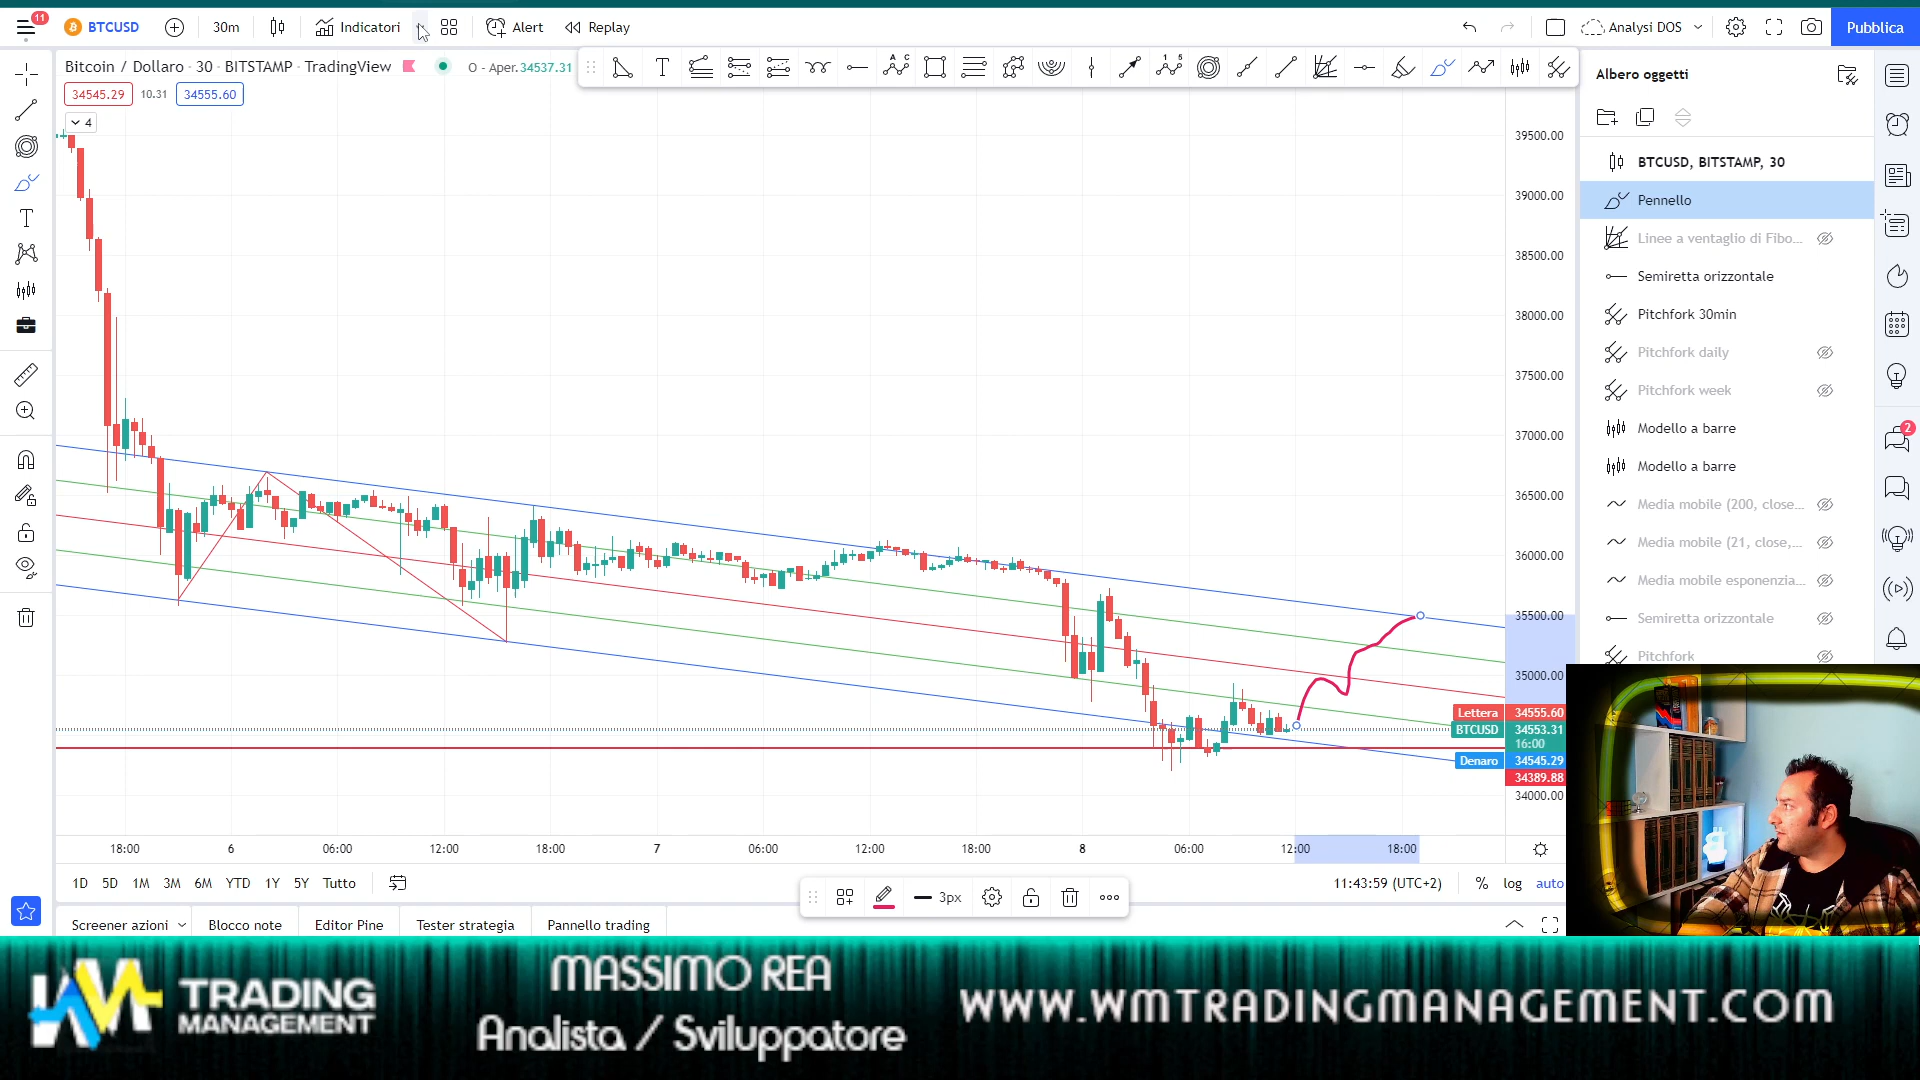 11
BTCUSD
30m
Indicatori
Alert
Replay
Analysi DOS
Pubblica
Bitcoin / Dollaro · 30 · BITSTAMP · TradingView
O - Aper.34537.31
34545.29
10.31
34555.60
4
Albero oggetti
BTCUSD, BITSTAMP, 30
Pennello
Linee a ventaglio di Fibo...
Semiretta orizzontale
Pitchfork 30min
Pitchfork daily
Pitchfork week
Modello a barre
Modello a barre
Media mobile (200, close...
Media mobile (21, close,...
Media mobile esponenzia...
Semiretta orizzontale
Pitchfork
2
39500.00
39000.00
38500.00
38000.00
37500.00
37000.00
36500.00
36000.00
35500.00
35000.00
Lettera 34555.60
BTCUSD 34553.31
16:00
Denaro 34545.29
34389.88
34000.00
18:00 6 06:00 12:00 18:00 7 06:00 12:00 18:00 8 06:00 12:00 18:00
1D 5D 1M 3M 6M YTD 1Y 5Y Tutto
3px
11:43:59 (UTC+2)
% log auto
Screener azioni
Blocco note
Editor Pine
Tester strategia
Pannello trading
WM TRADING
MANAGEMENT
MASSIMO REA
Analista / Sviluppatore
WWW.WMTRADINGMANAGEMENT.COM